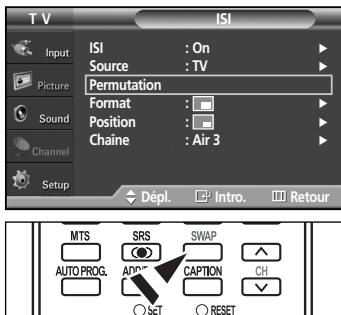 T V ISI
Input
Picture
Sound
Channel
Setup
ISI : On
Source : TV
Permutation
Format :
Position :
Chaîne : Air 3
Dépl. Intro. Retour
MTS SRS SWAP
AUTO PROG. CAPTION CH
SET RESET